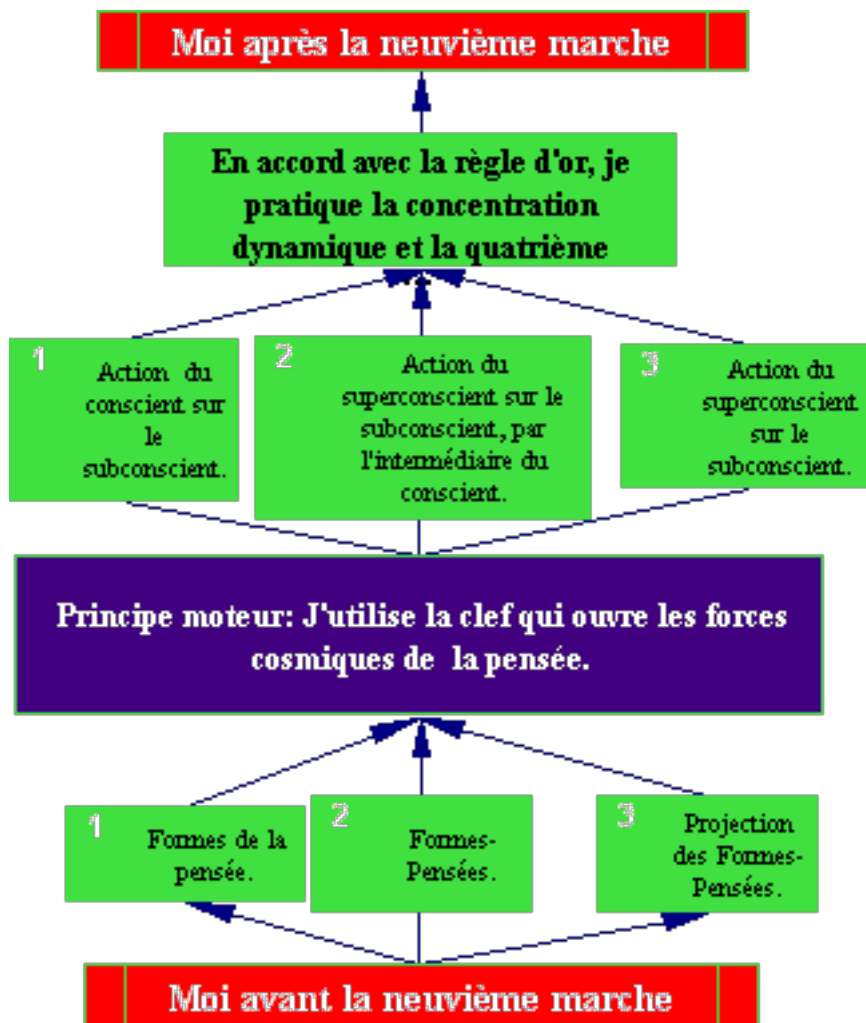 Moi après la neuvième marche
En accord avec la règle d'or, je
pratique la concentration
dynamique et la quatrième
1
Action du
conscient sur
le
subconscient.
2
Action du
superconscient sur le
subconscient, par
l'intermédiaire du
conscient.
3
Action du
superconscient
sur le
subconscient.
Principe moteur: J'utilise la clef qui ouvre les forces
cosmiques de la pensée.
1
Formes de la
pensée.
2
Formes-
Pensées.
3
Projection
des Formes-
Pensées.
Moi avant la neuvième marche